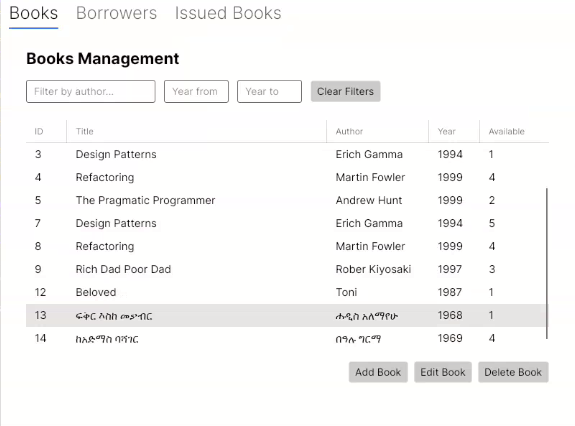 Books Borrowers Issued Books
Books Management
Filter by author... Year from Year to Clear Filters
ID Title Author Year Available
3 Design Patterns Erich Gamma 1994 1
4 Refactoring Martin Fowler 1999 4
5 The Pragmatic Programmer Andrew Hunt 1999 2
7 Design Patterns Erich Gamma 1994 5
8 Refactoring Martin Fowler 1999 4
9 Rich Dad Poor Dad Rober Kiyosaki 1997 3
12 Beloved Toni 1987 1
13 ፍቅር እስከ መቃብር ሐዲስ አለማየሁ 1968 1
14 ከአድማስ ባሻገር በዓሉ ግርማ 1969 4
Add Book Edit Book Delete Book